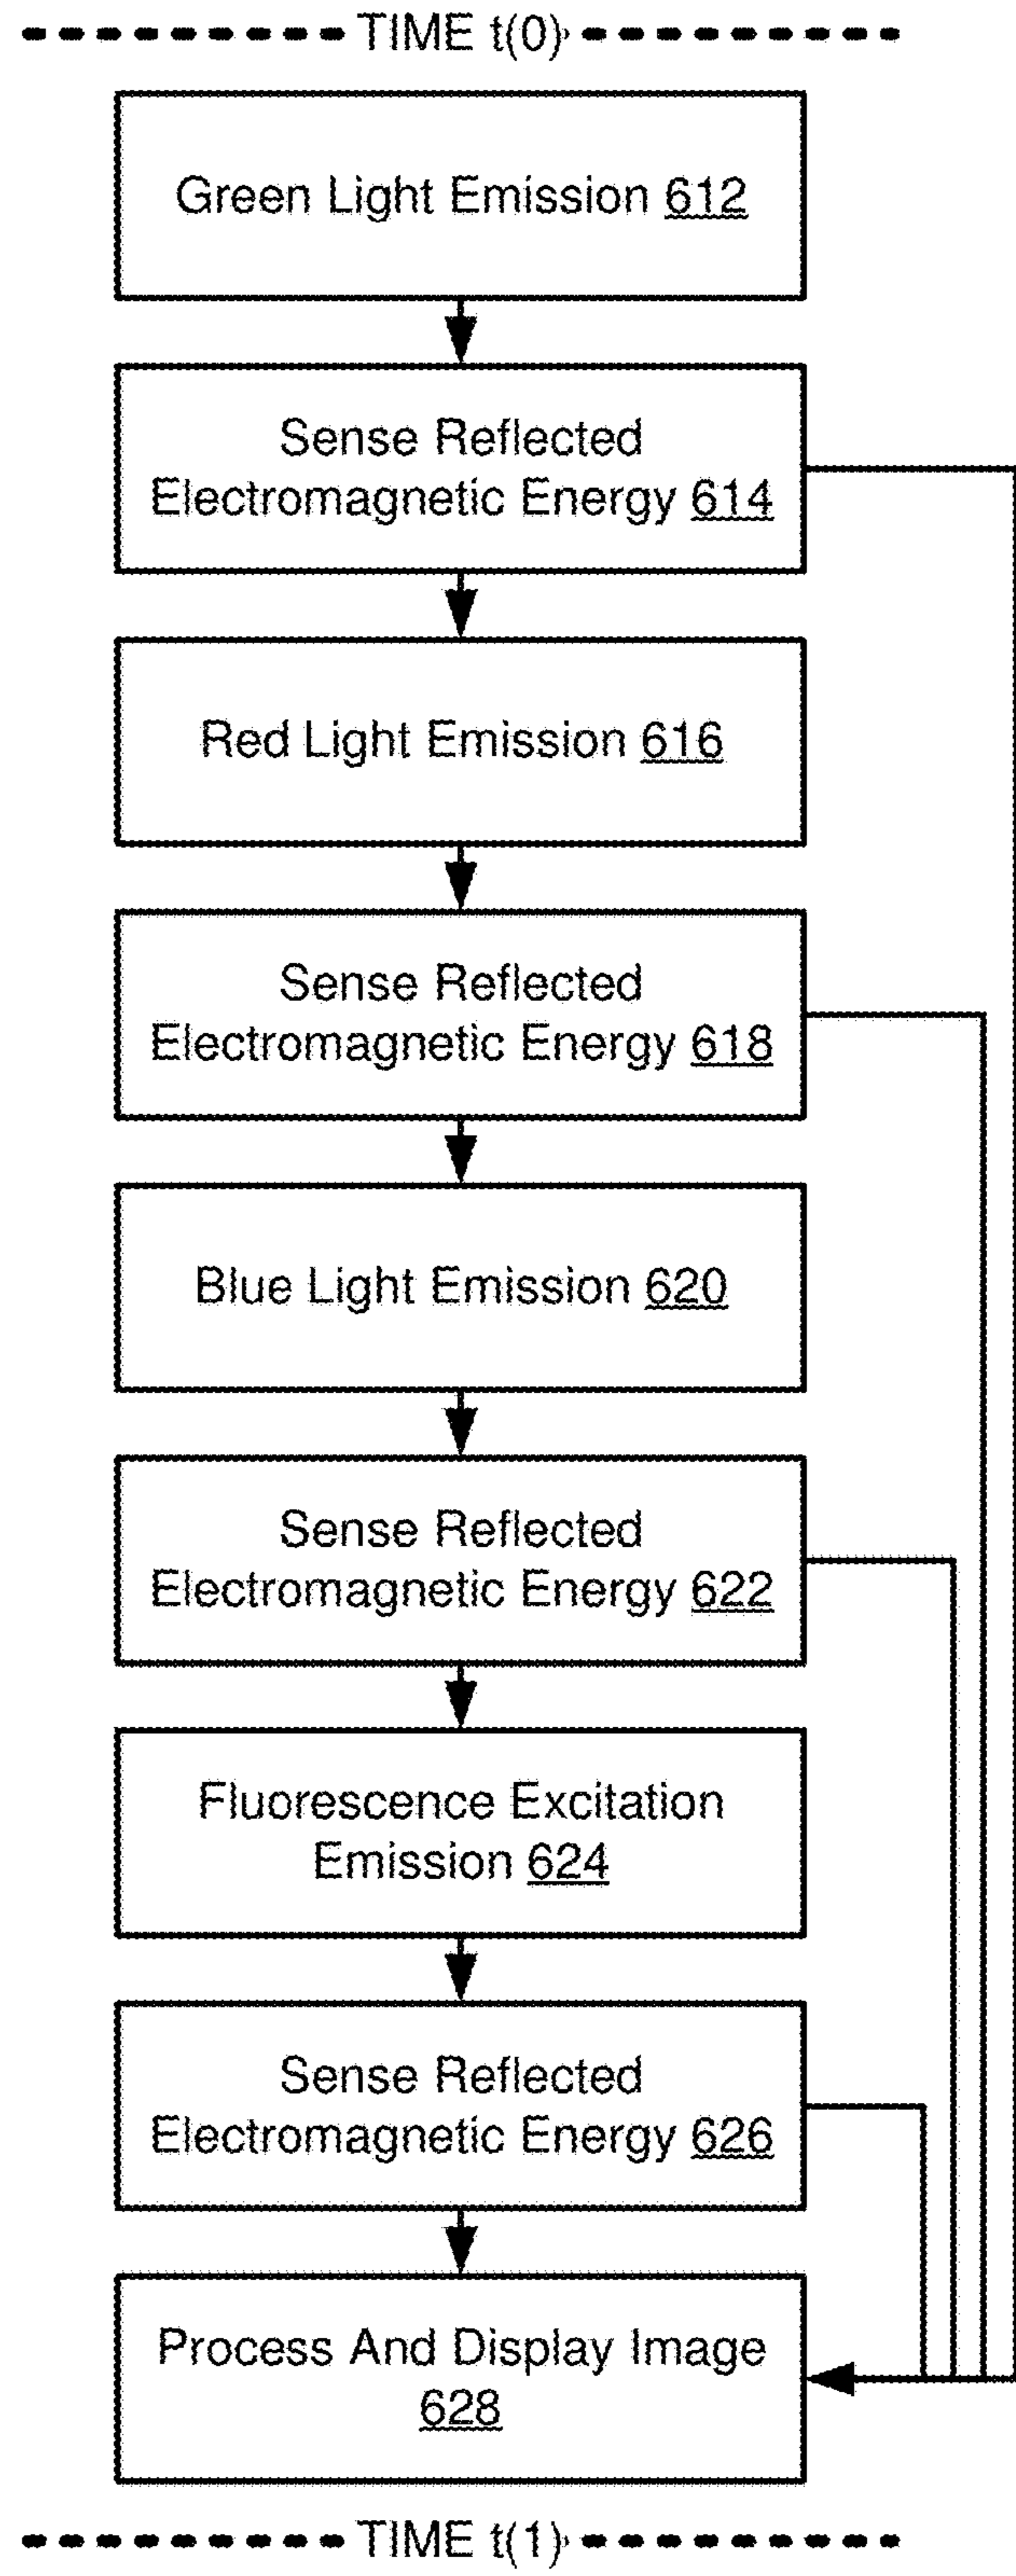 TIME t(0)
Green Light Emission 612
Sense Reflected
Electromagnetic Energy 614
Red Light Emission 616
Sense Reflected
Electromagnetic Energy 618
Blue Light Emission 620
Sense Reflected
Electromagnetic Energy 622
Fluorescence Excitation
Emission 624
Sense Reflected
Electromagnetic Energy 626
Process And Display Image
628
TIME t(1)